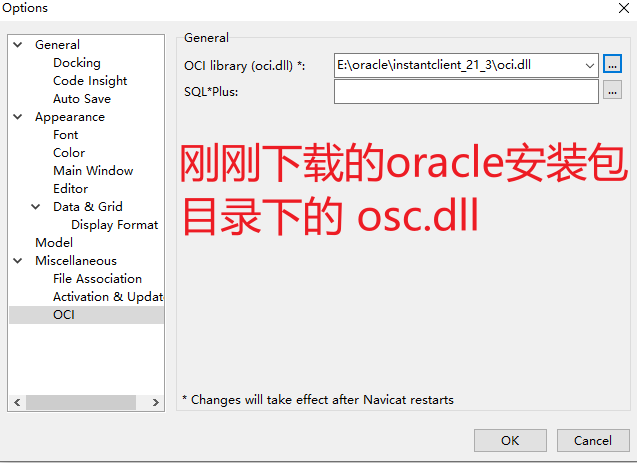 Options
General
Docking
Code Insight
Auto Save
Appearance
Font
Color
Main Window
Editor
Data & Grid
Display Format
Model
Miscellaneous
File Association
Activation & Updat
OCI
General
OCI library (oci.dll) *:
E:\oracle\instantclient_21_3\oci.dll
...
SQL*Plus:
...
刚刚下载的oracle安装包
目录下的 osc.dll
* Changes will take effect after Navicat restarts
OK
Cancel